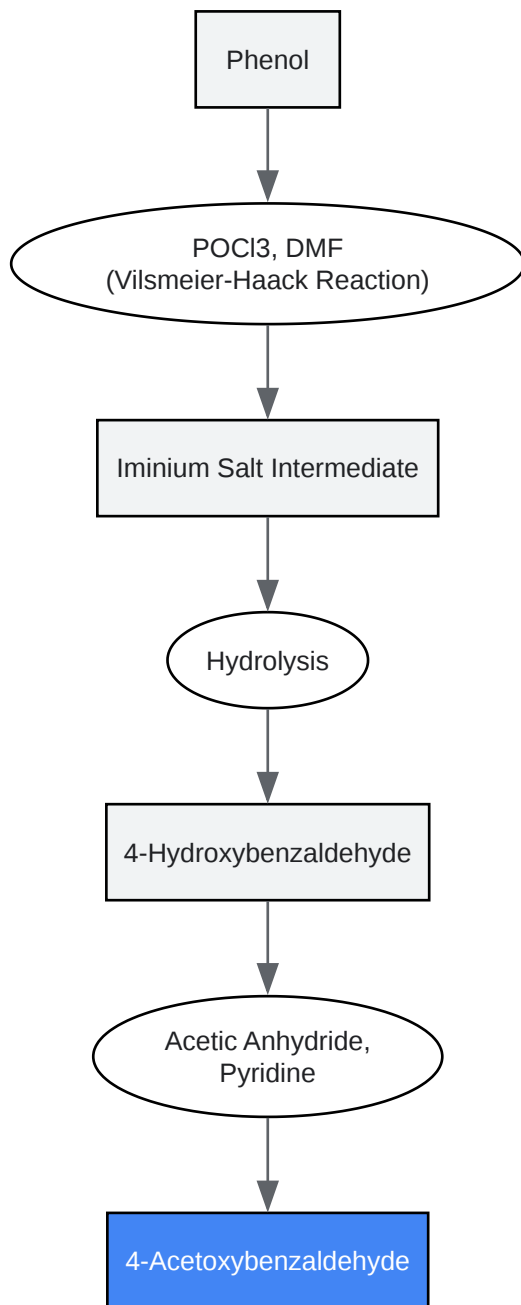 Phenol
POCl3, DMF
(Vilsmeier-Haack Reaction)
Iminium Salt Intermediate
Hydrolysis
4-Hydroxybenzaldehyde
Acetic Anhydride,
Pyridine
4-Acetoxybenzaldehyde